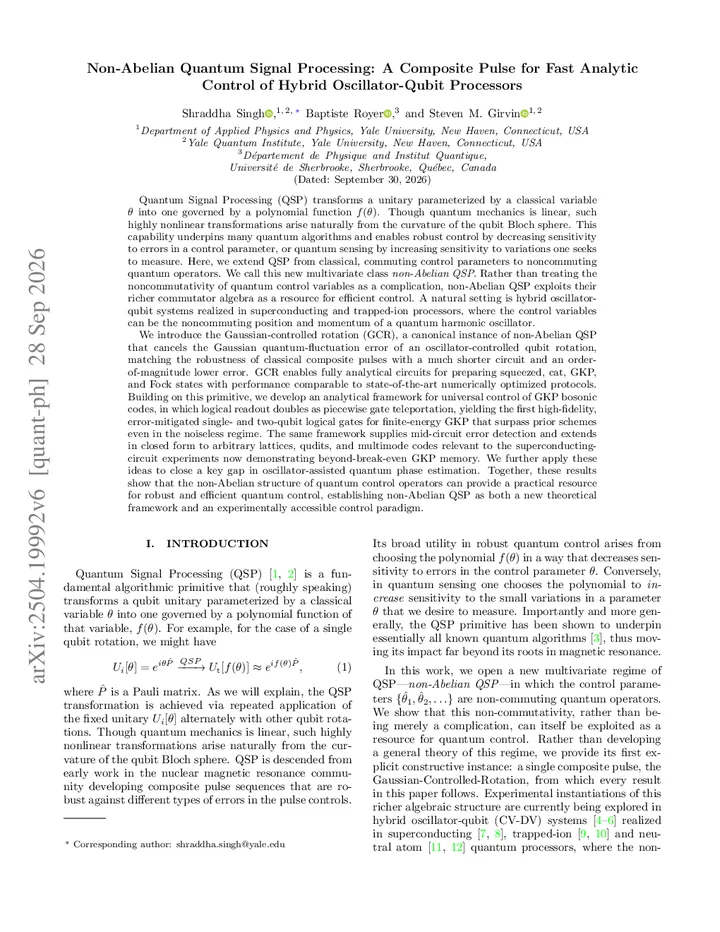 Non-Abelian Quantum Signal Processing: A Composite Pulse for Fast Analytic
Control of Hybrid Oscillator-Qubit Processors
Shraddha Singh,1, 2, * Baptiste Royer,3 and Steven M. Girvin1, 2
1Department of Applied Physics and Physics, Yale University, New Haven, Connecticut, USA
2Yale Quantum Institute, Yale University, New Haven, Connecticut, USA
3Département de Physique and Institut Quantique,
Université de Sherbrooke, Sherbrooke, Québec, Canada
(Dated: September 30, 2026)
Quantum Signal Processing (QSP) transforms a unitary parameterized by a classical variable
θ into one governed by a polynomial function f(θ). Though quantum mechanics is linear, such
highly nonlinear transformations arise naturally from the curvature of the qubit Bloch sphere. This
capability underpins many quantum algorithms and enables robust control by decreasing sensitivity
to errors in a control parameter, or quantum sensing by increasing sensitivity to variations one seeks
to measure. Here, we extend QSP from classical, commuting control parameters to noncommuting
quantum operators. We call this new multivariate class non-Abelian QSP. Rather than treating the
noncommutativity of quantum control variables as a complication, non-Abelian QSP exploits their
richer commutator algebra as a resource for efficient control. A natural setting is hybrid oscillator-
qubit systems realized in superconducting and trapped-ion processors, where the control variables
can be the noncommuting position and momentum of a quantum harmonic oscillator.
We introduce the Gaussian-controlled rotation (GCR), a canonical instance of non-Abelian QSP
that cancels the Gaussian quantum-fluctuation error of an oscillator-controlled qubit rotation,
matching the robustness of classical composite pulses with a much shorter circuit and an order-
of-magnitude lower error. GCR enables fully analytical circuits for preparing squeezed, cat, GKP,
and Fock states with performance comparable to state-of-the-art numerically optimized protocols.
Building on this primitive, we develop an analytical framework for universal control of GKP bosonic
codes, in which logical readout doubles as piecewise gate teleportation, yielding the first high-fidelity,
error-mitigated single- and two-qubit logical gates for finite-energy GKP that surpass prior schemes
even in the noiseless regime. The same framework supplies mid-circuit error detection and extends
in closed form to arbitrary lattices, qudits, and multimode codes relevant to the superconducting-
circuit experiments now demonstrating beyond-break-even GKP memory. We further apply these
ideas to close a key gap in oscillator-assisted quantum phase estimation. Together, these results
show that the non-Abelian structure of quantum control operators can provide a practical resource
for robust and efficient quantum control, establishing non-Abelian QSP as both a new theoretical
framework and an experimentally accessible control paradigm.
I. INTRODUCTION
Quantum Signal Processing (QSP) [1, 2] is a fun-
damental algorithmic primitive that (roughly speaking)
transforms a qubit unitary parameterized by a classical
variable θ into one governed by a polynomial function of
that variable, f(θ). For example, for the case of a single
qubit rotation, we might have
Ui[θ] = e^{iθP̂} —QSP→ Ut[f(θ)] ≈ e^{if(θ)P̂}, (1)
where P̂ is a Pauli matrix. As we will explain, the QSP
transformation is achieved via repeated application of
the fixed unitary Ui[θ] alternately with other qubit rota-
tions. Though quantum mechanics is linear, such highly
nonlinear transformations arise naturally from the cur-
vature of the qubit Bloch sphere. QSP is descended from
early work in the nuclear magnetic resonance commu-
nity developing composite pulse sequences that are ro-
bust against different types of errors in the pulse controls.
* Corresponding author: shraddha.singh@yale.edu
Its broad utility in robust quantum control arises from
choosing the polynomial f(θ) in a way that decreases sen-
sitivity to errors in the control parameter θ. Conversely,
in quantum sensing one chooses the polynomial to in-
crease sensitivity to the small variations in a parameter
θ that we desire to measure. Importantly and more gen-
erally, the QSP primitive has been shown to underpin
essentially all known quantum algorithms [3], thus mov-
ing its impact far beyond its roots in magnetic resonance.
In this work, we open a new multivariate regime of
QSP—non-Abelian QSP—in which the control parame-
ters {θ̂1, θ̂2, . . .} are non-commuting quantum operators.
We show that this non-commutativity, rather than be-
ing merely a complication, can itself be exploited as a
resource for quantum control. Rather than developing
a general theory of this regime, we provide its first ex-
plicit constructive instance: a single composite pulse, the
Gaussian-Controlled-Rotation, from which every result
in this paper follows. Experimental instantiations of this
richer algebraic structure are currently being explored in
hybrid oscillator-qubit (CV-DV) systems [4–6] realized
in superconducting [7, 8], trapped-ion [9, 10] and neu-
tral atom [11, 12] quantum processors, where the non-
arXiv:2504.19992v6 [quant-ph] 28 Sep 2026